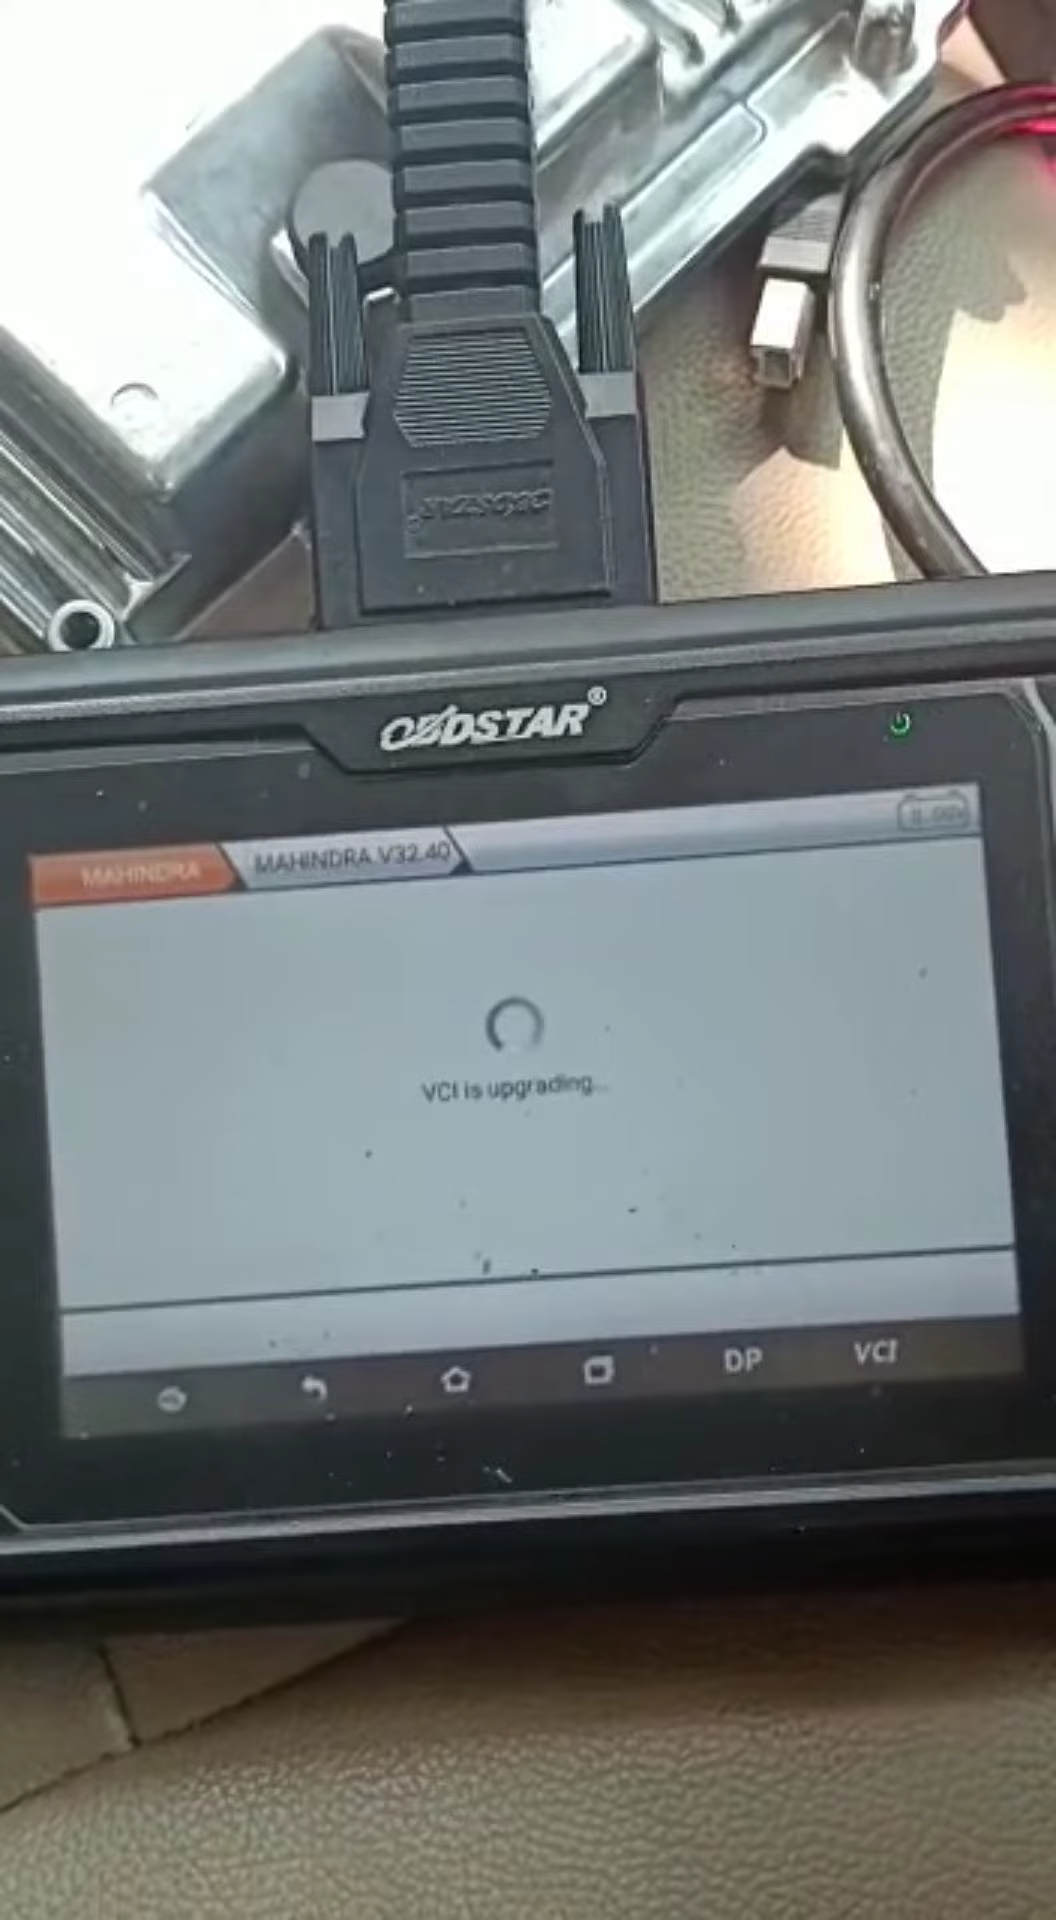 OBDSTAR®
MAHINDRA
MAHINDRA V32.40
VCI is upgrading...
DP
VCI